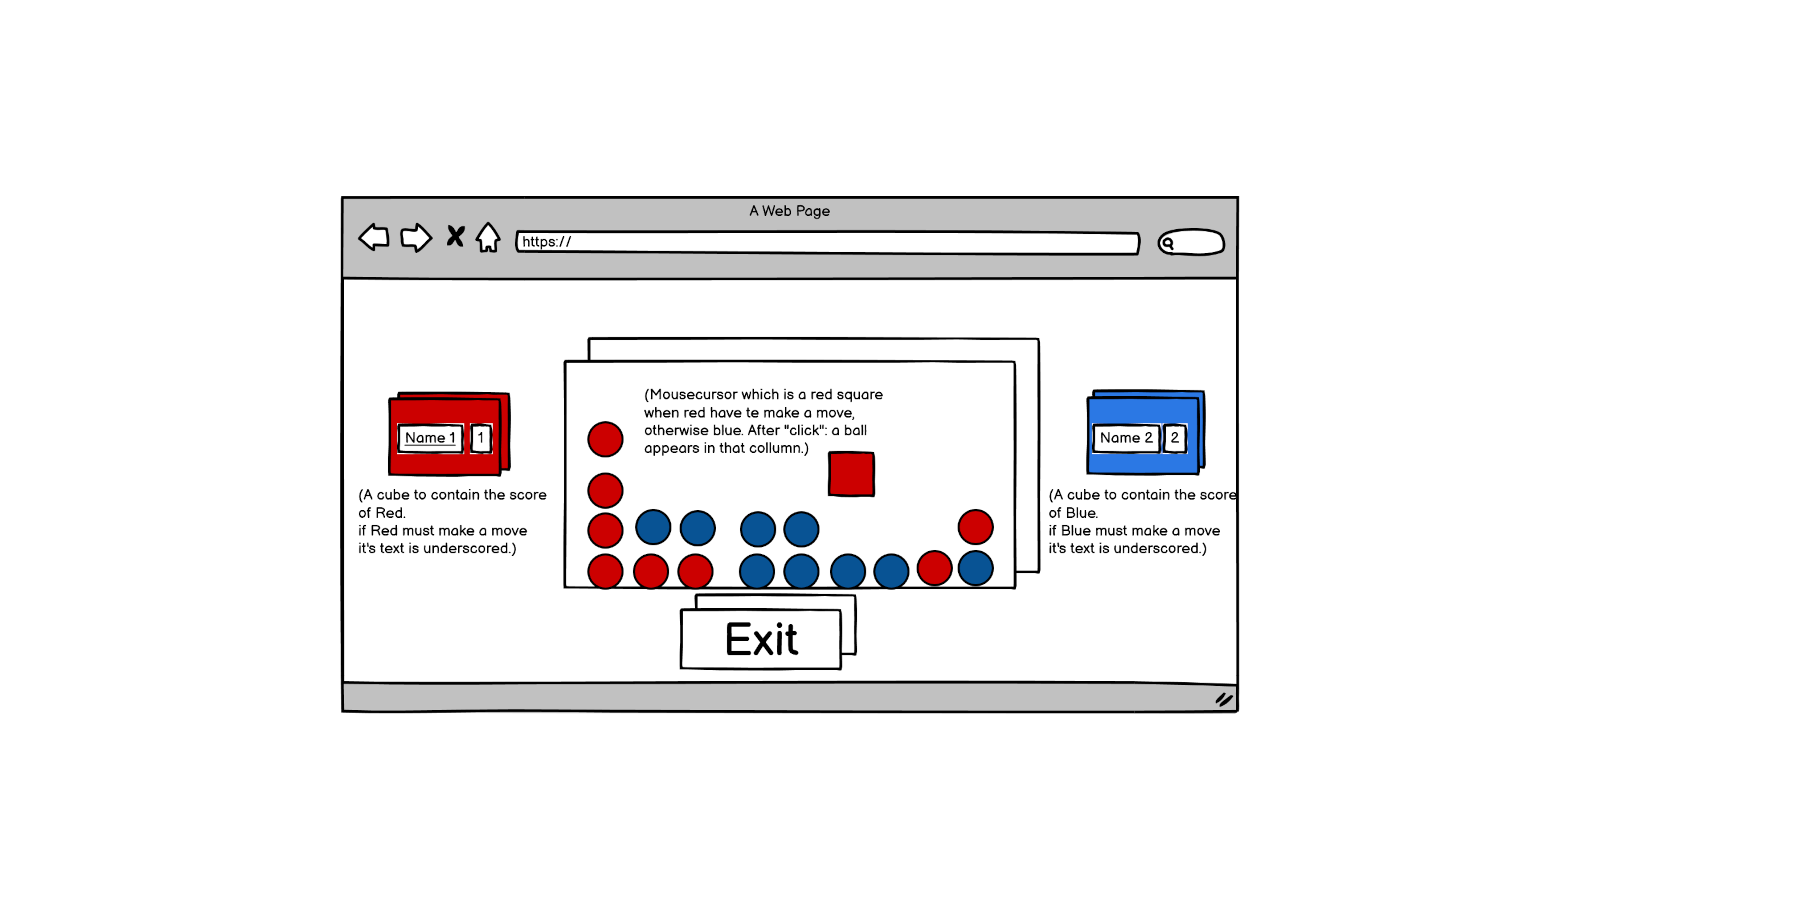 A Web Page
https://
(Mousecursor which is a red square
when red have te make a move,
otherwise blue. After "click": a ball
appears in that collumn.)
Name 1
1
(A cube to contain the score
of Red.
if Red must make a move
it's text is underscored.)
Name 2
2
(A cube to contain the score
of Blue.
if Blue must make a move
it's text is underscored.)
Exit